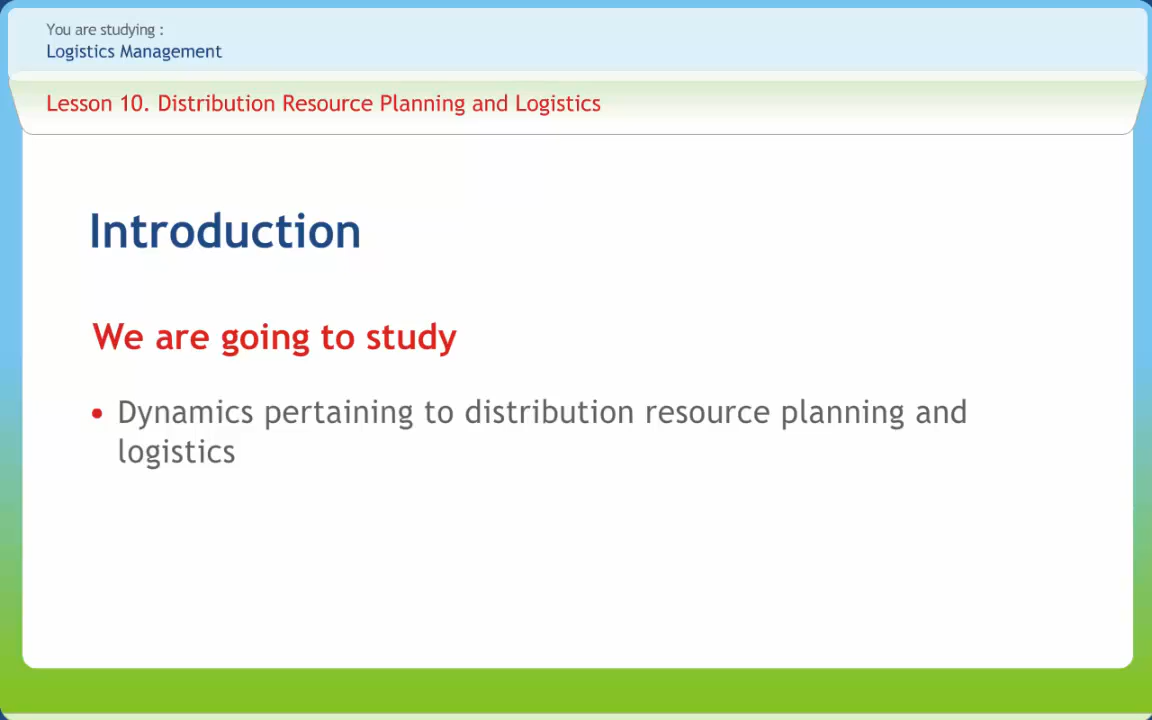 You are studying :
Logistics Management
Lesson 10. Distribution Resource Planning and Logistics
Introduction
We are going to study
• Dynamics pertaining to distribution resource planning and
logistics